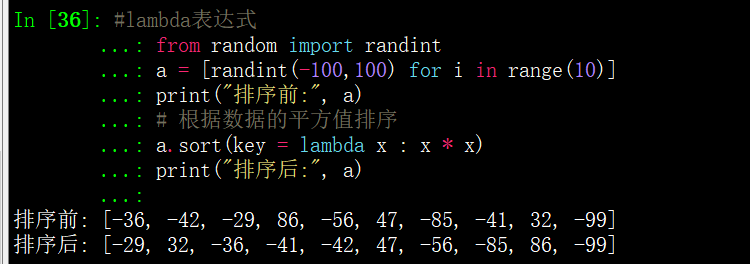 In [36]: #lambda表达式
...: from random import randint
...: a = [randint(-100,100) for i in range(10)]
...: print("排序前:", a)
...: # 根据数据的平方值排序
...: a.sort(key = lambda x : x * x)
...: print("排序后:", a)
...:
排序前: [-36, -42, -29, 86, -56, 47, -85, -41, 32, -99]
排序后: [-29, 32, -36, -41, -42, 47, -56, -85, 86, -99]